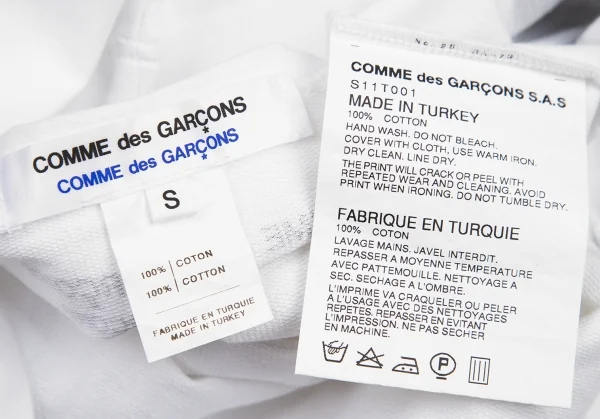 COMME des GARÇONS
COMME des GARÇONS
S
100% COTON
100% COTTON
FABRIQUE EN TURQUIE
MADE IN TURKEY
COMME des GARÇONS S.A.S
S11T001
MADE IN TURKEY
100% COTTON
HAND WASH. DO NOT BLEACH.
COVER WITH CLOTH, USE WARM IRON.
DRY CLEAN. LINE DRY.
THE PRINT WILL CRACK OR PEEL WITH
REPEATED WEAR AND CLEANING. AVOID
PRINT WHEN IRONING. DO NOT TUMBLE DRY.
FABRIQUE EN TURQUIE
100% COTON
LAVAGE MAINS. JAVEL INTERDIT.
REPASSER A MOYENNE TEMPERATURE
AVEC PATTEMOUILLE. NETTOYAGE A
SEC. SECHAGE A L'OMBRE.
L'IMPRIME VA CRAQUELER OU PELER
A L'USAGE AVEC DES NETTOYAGES
REPETES. REPASSER EN EVITANT
L'IMPRESSION. NE PAS SECHER
EN MACHINE.
P